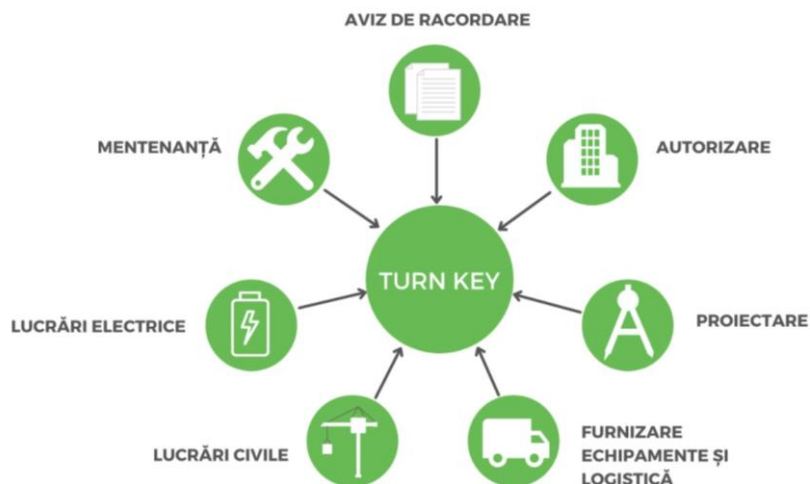 AVIZ DE RACORDARE
MENTENANȚĂ
AUTORIZARE
TURN KEY
LUCRĂRI ELECTRICE
PROIECTARE
LUCRĂRI CIVILE
FURNIZARE
ECHIPAMENTE ȘI
LOGISTICĂ